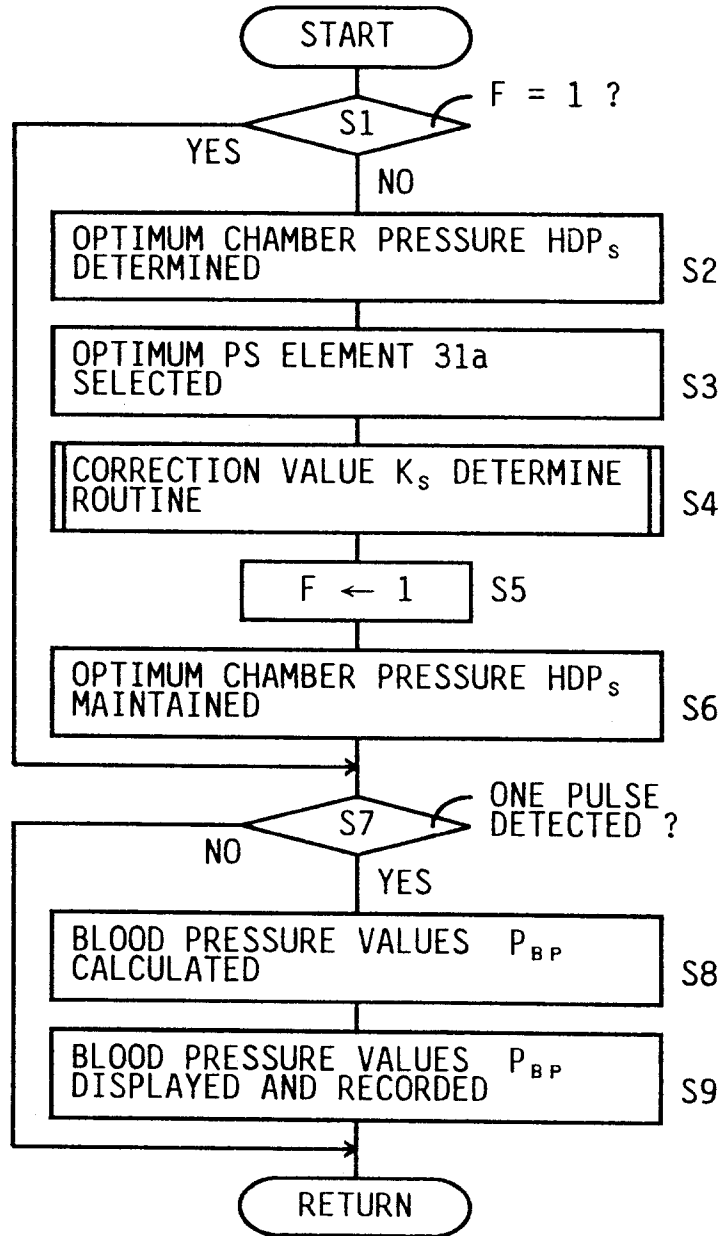 START
F = 1 ?
S1
YES
NO
OPTIMUM CHAMBER PRESSURE HDPs
DETERMINED
S2
OPTIMUM PS ELEMENT 31a
SELECTED
S3
CORRECTION VALUE Ks DETERMINE
ROUTINE
S4
F ← 1
S5
OPTIMUM CHAMBER PRESSURE HDPs
MAINTAINED
S6
ONE PULSE
DETECTED ?
S7
NO
YES
BLOOD PRESSURE VALUES PBP
CALCULATED
S8
BLOOD PRESSURE VALUES PBP
DISPLAYED AND RECORDED
S9
RETURN